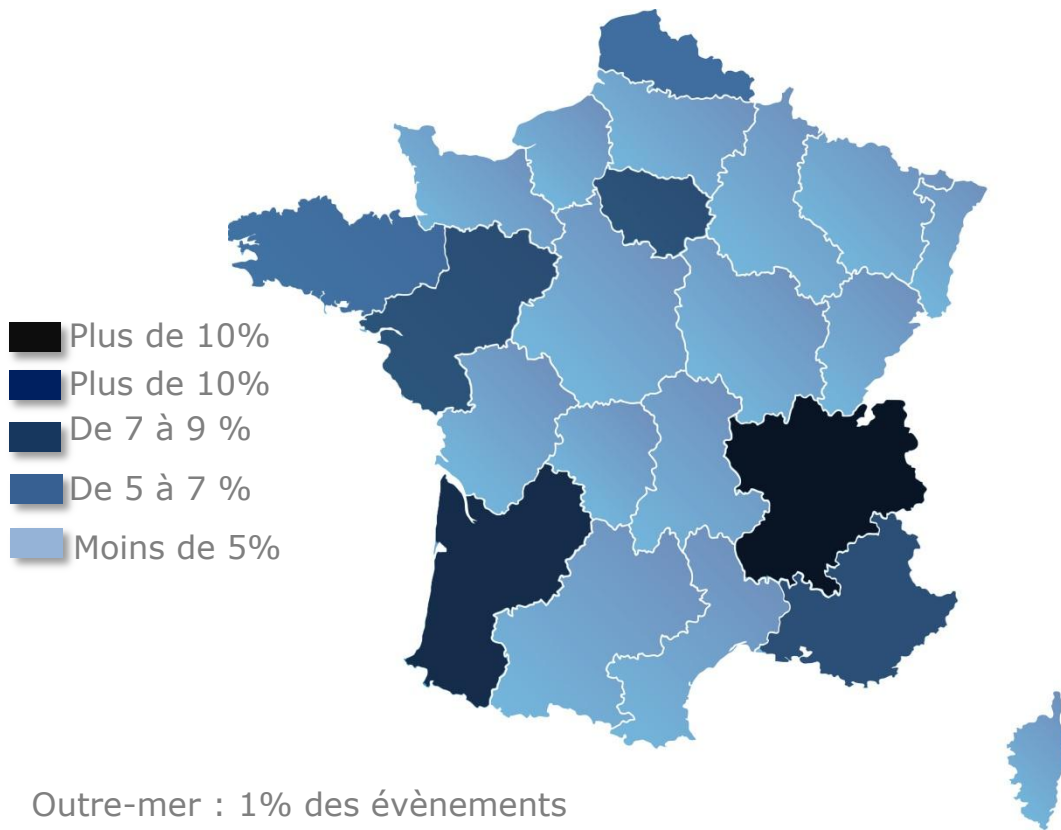 Plus de 10%
Plus de 10%
De 7 à 9 %
De 5 à 7 %
Moins de 5%
Outre-mer : 1% des évènements